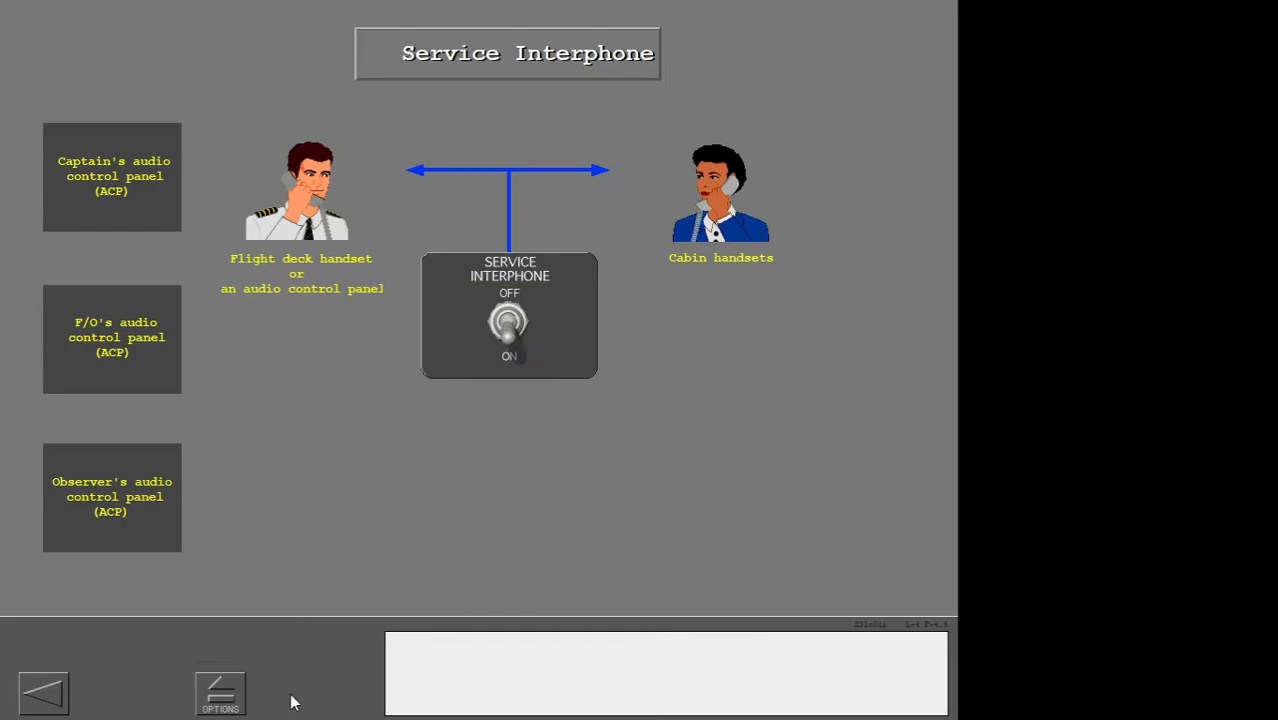 Service Interphone
Captain's audio
control panel
(ACP)
Flight deck handset
or
an audio control panel
Cabin handsets
SERVICE
INTERPHONE
OFF
ON
F/O's audio
control panel
(ACP)
Observer's audio
control panel
(ACP)
OPTIONS